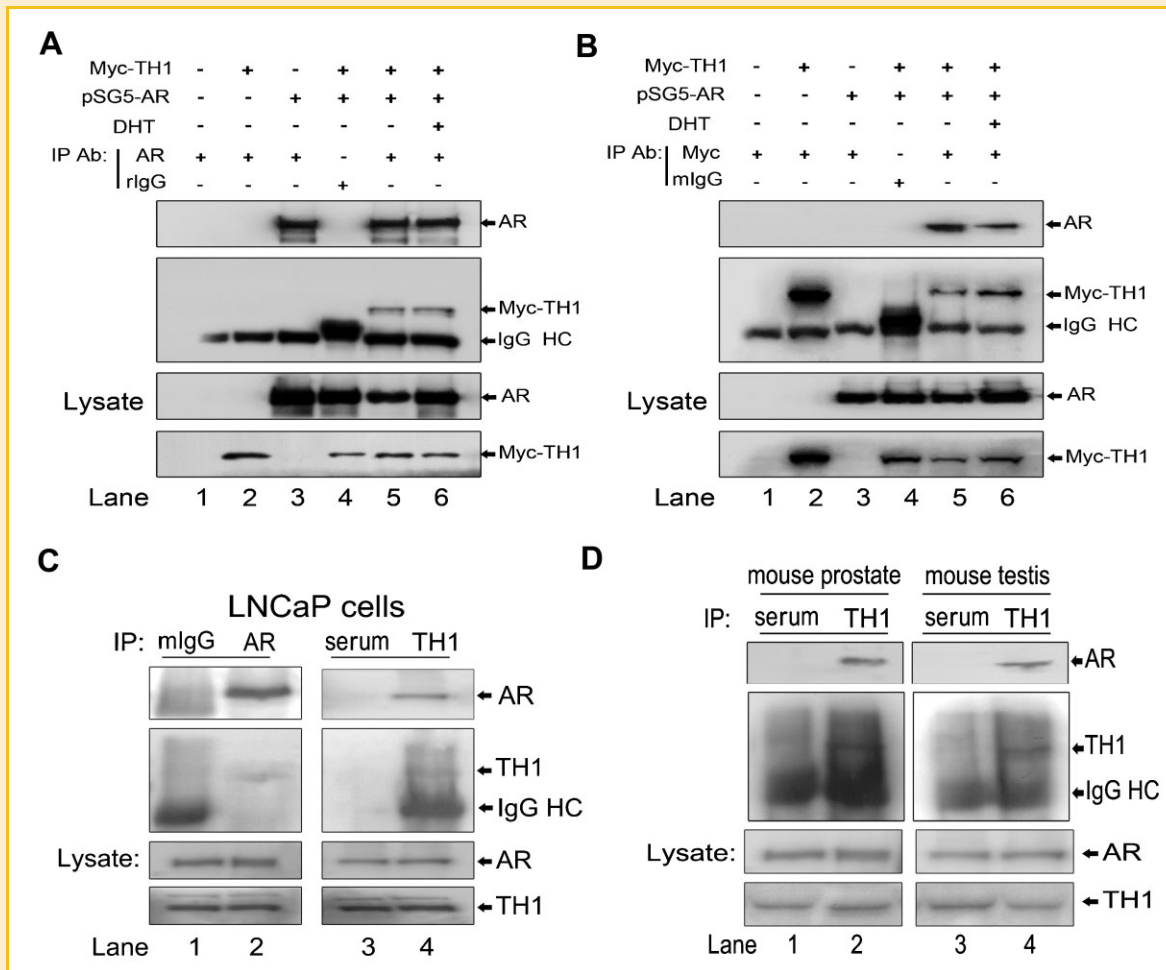 A
Myc-TH1 - + - + + +
pSG5-AR - - + + + +
DHT - - - - - +
IP Ab: AR + + + - + +
rIgG - - - + - -
AR
Myc-TH1
IgG HC
Lysate
AR
Myc-TH1
Lane 1 2 3 4 5 6
B
Myc-TH1 - + - + + +
pSG5-AR - - + + + +
DHT - - - - - +
IP Ab: Myc + + + - + +
mIgG - - - + - -
AR
Myc-TH1
IgG HC
Lysate
AR
Myc-TH1
Lane 1 2 3 4 5 6
C
LNCaP cells
IP: mIgG AR serum TH1
AR
TH1
IgG HC
Lysate:
AR
TH1
Lane 1 2 3 4
D
mouse prostate mouse testis
IP: serum TH1 serum TH1
AR
TH1
IgG HC
Lysate:
AR
TH1
Lane 1 2 3 4